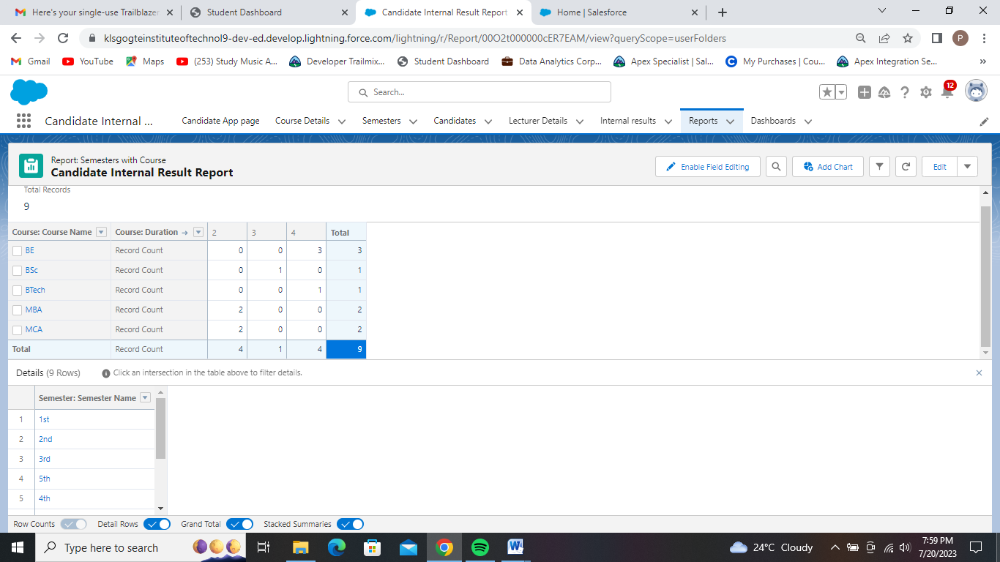 Here's your single-use Trailblazer
Student Dashboard
Candidate Internal Result Report
Home | Salesforce
klsgogteinstituteoftechnol9-dev-ed.develop.lightning.force.com/lightning/r/Report/00O2t000000cER7EAM/view?queryScope=userFolders
P
Gmail YouTube Maps (253) Study Music A... Developer Trailmix... Student Dashboard Data Analytics Corp... Apex Specialist | Sal... My Purchases | Cou... Apex Integration Se... »
Search...
12
Candidate Internal ... Candidate App page Course Details Semesters Candidates Lecturer Details Internal results Reports Dashboards
Report: Semesters with Course
Candidate Internal Result Report
Enable Field Editing Add Chart Edit
Total Records
9
Course: Course Name Course: Duration → 2 3 4 Total
BE Record Count 0 0 3 3
BSc Record Count 0 1 0 1
BTech Record Count 0 0 1 1
MBA Record Count 2 0 0 2
MCA Record Count 2 0 0 2
Total Record Count 4 1 4 9
Details (9 Rows) Click an intersection in the table above to filter details.
Semester: Semester Name
1 1st
2 2nd
3 3rd
4 5th
5 4th
Row Counts Detail Rows Grand Total Stacked Summaries
Type here to search
24°C Cloudy
7:59 PM
7/20/2023